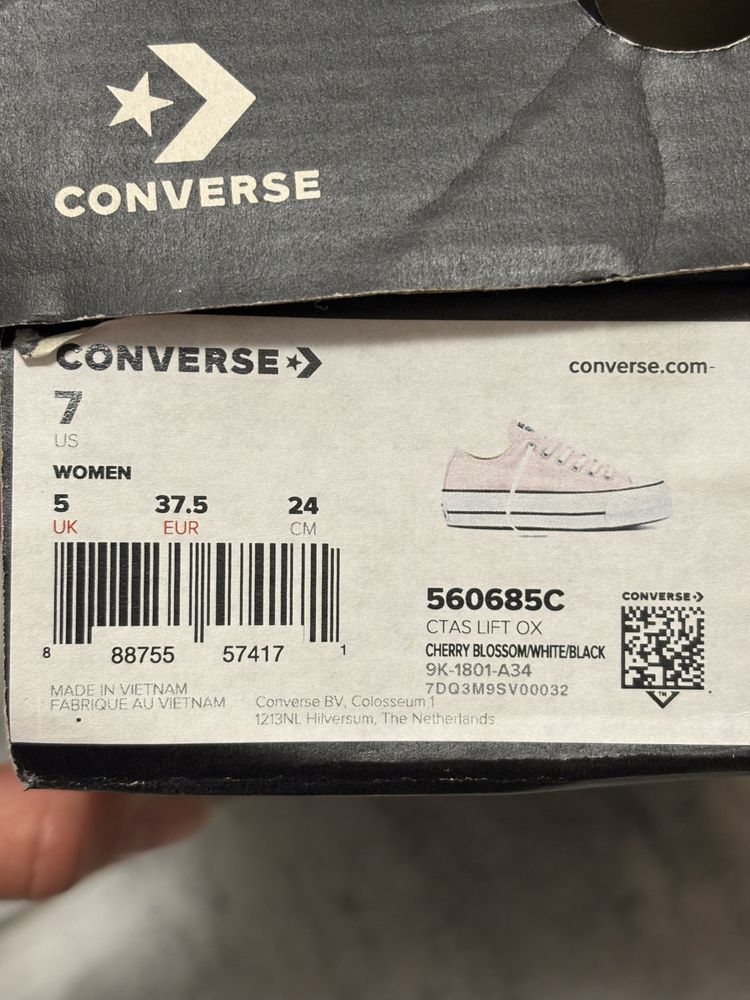 CONVERSE
CONVERSE
converse.com-
7
US
WOMEN
5 37.5 24
UK EUR CM
8 88755 57417 1
MADE IN VIETNAM
FABRIQUE AU VIETNAM
Converse BV, Colosseum 1
1213NL Hilversum, The Netherlands
560685C
CTAS LIFT OX
CHERRY BLOSSOM/WHITE/BLACK
9K-1801-A34
7DQ3M9SV00032
CONVERSE
TM